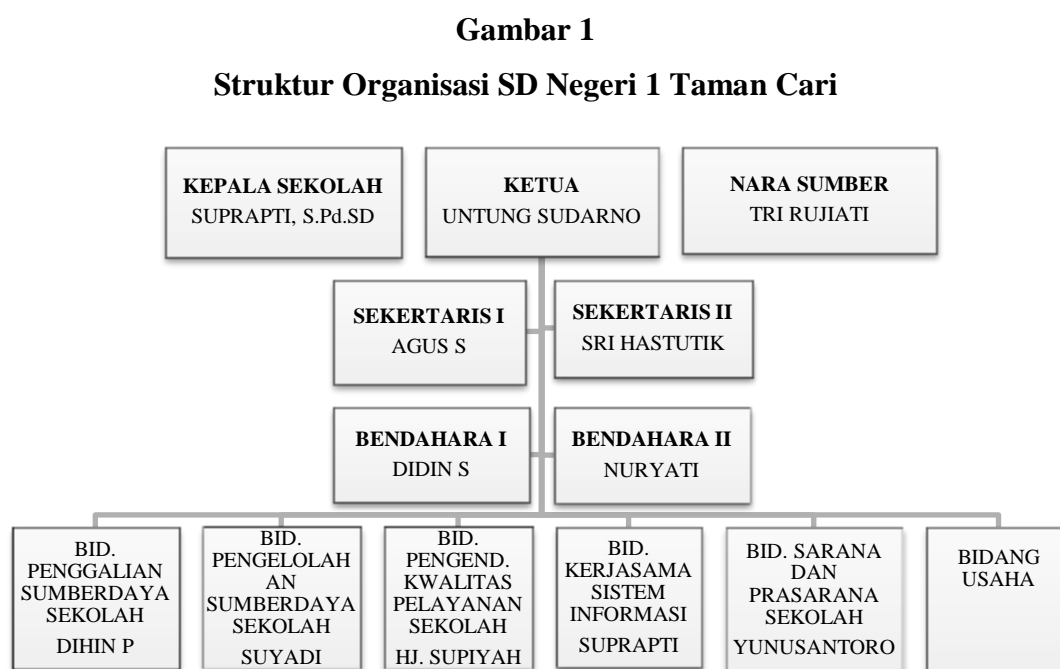 Gambar 1
Struktur Organisasi SD Negeri 1 Taman Cari
KEPALA SEKOLAH
SUPRAPTI, S.Pd.SD
KETUA
UNTUNG SUDARNO
NARA SUMBER
TRI RUJIATI
SEKERTARIS I
AGUS S
SEKERTARIS II
SRI HASTUTIK
BENDAHARA I
DIDIN S
BENDAHARA II
NURYATI
BID.
PENGGALIAN
SUMBERDAYA
SEKOLAH
DIHIN P
BID.
PENGELOLAH
AN
SUMBERDAYA
SEKOLAH
SUYADI
BID.
PENGEND.
KWALITAS
PELAYANAN
SEKOLAH
HJ. SUPIYAH
BID.
KERJASAMA
SISTEM
INFORMASI
SUPRAPTI
BID. SARANA
DAN
PRASARANA
SEKOLAH
YUNUSANTORO
BIDANG
USAHA